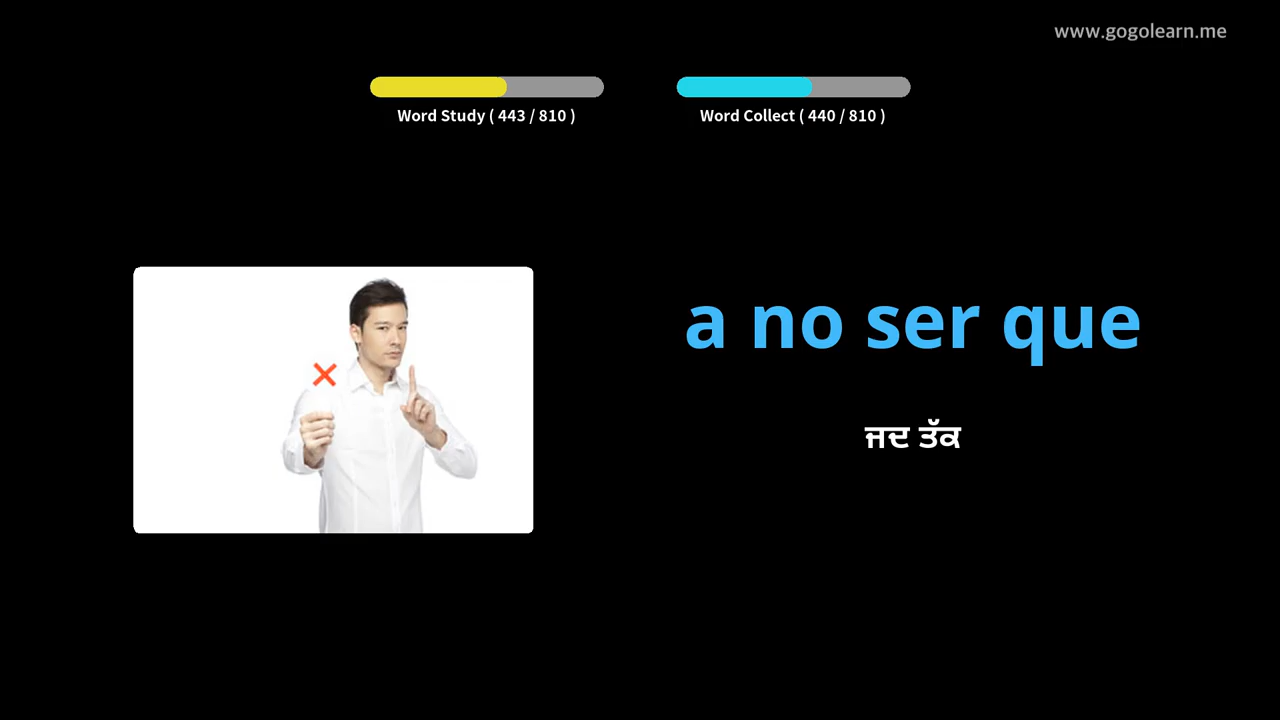 www.gogolearn.me
Word Study ( 443 / 810 )
Word Collect ( 440 / 810 )
a no ser que
ਜਦ ਤੱਕ